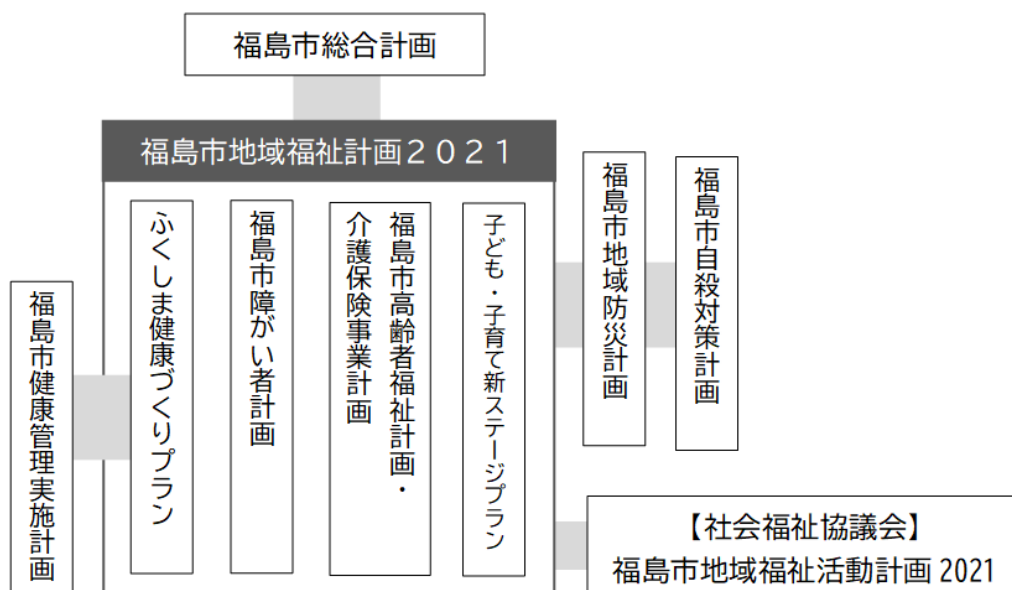 福島市総合計画
福島市地域福祉計画２０２１
福島市健康管理実施計画
ふくしま健康づくりプラン
福島市障がい者計画
福島市高齢者福祉計画・
介護保険事業計画
子ども・子育て新ステージプラン
福島市地域防災計画
福島市自殺対策計画
【社会福祉協議会】
福島市地域福祉活動計画 2021